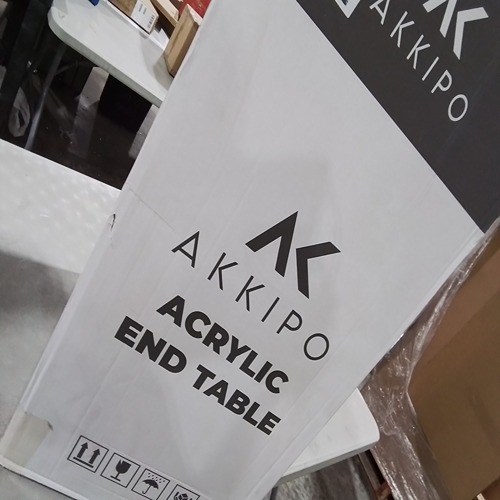 AKKIPO
AKKIPO
ACRYLIC
END TABLE